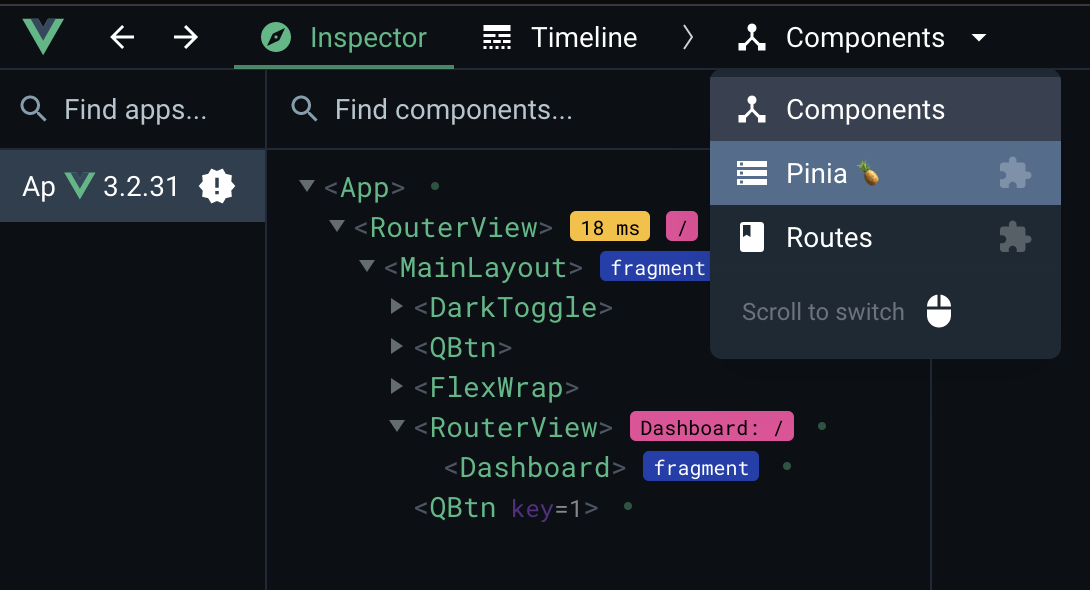 Inspector Timeline Components
Find apps... Find components...
Components
Ap 3.2.31
Pinia 🍍
Routes
Scroll to switch
<App>
<RouterView> 18 ms /
<MainLayout> fragment
<DarkToggle>
<QBtn>
<FlexWrap>
<RouterView> Dashboard: /
<Dashboard> fragment
<QBtn key=1>